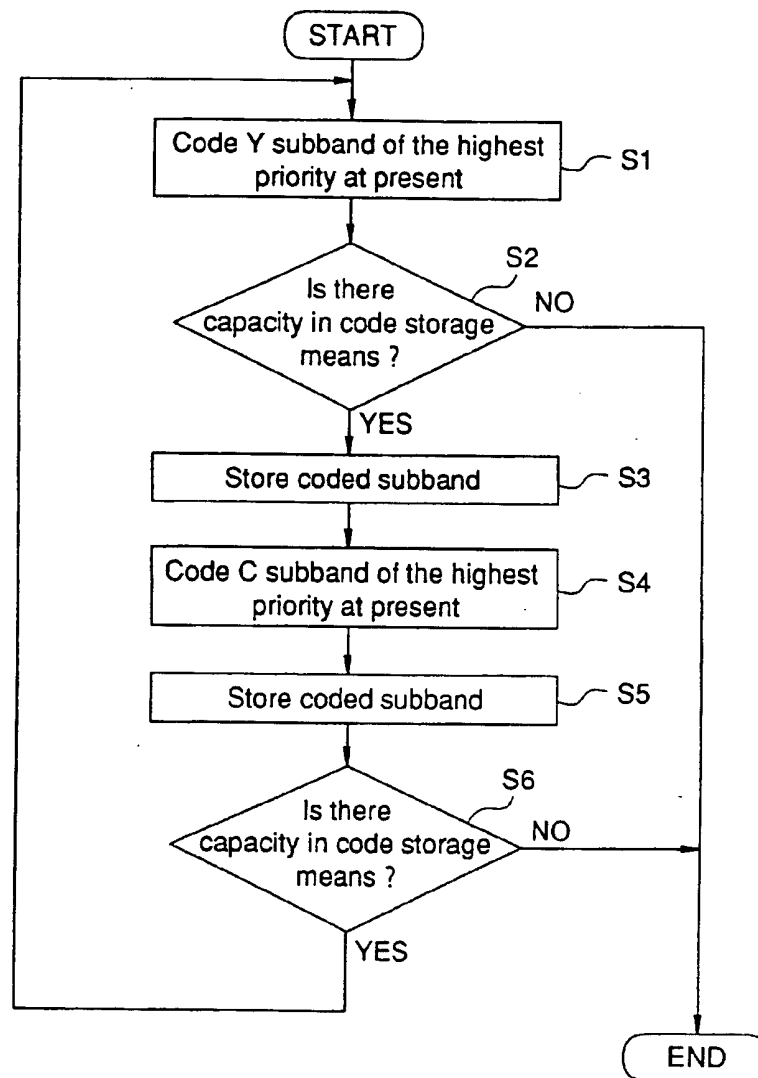 START
Code Y subband of the highest
priority at present
S1
S2
Is there
capacity in code storage
means ?
NO
YES
Store coded subband
S3
Code C subband of the highest
priority at present
S4
Store coded subband
S5
S6
Is there
capacity in code storage
means ?
NO
YES
END